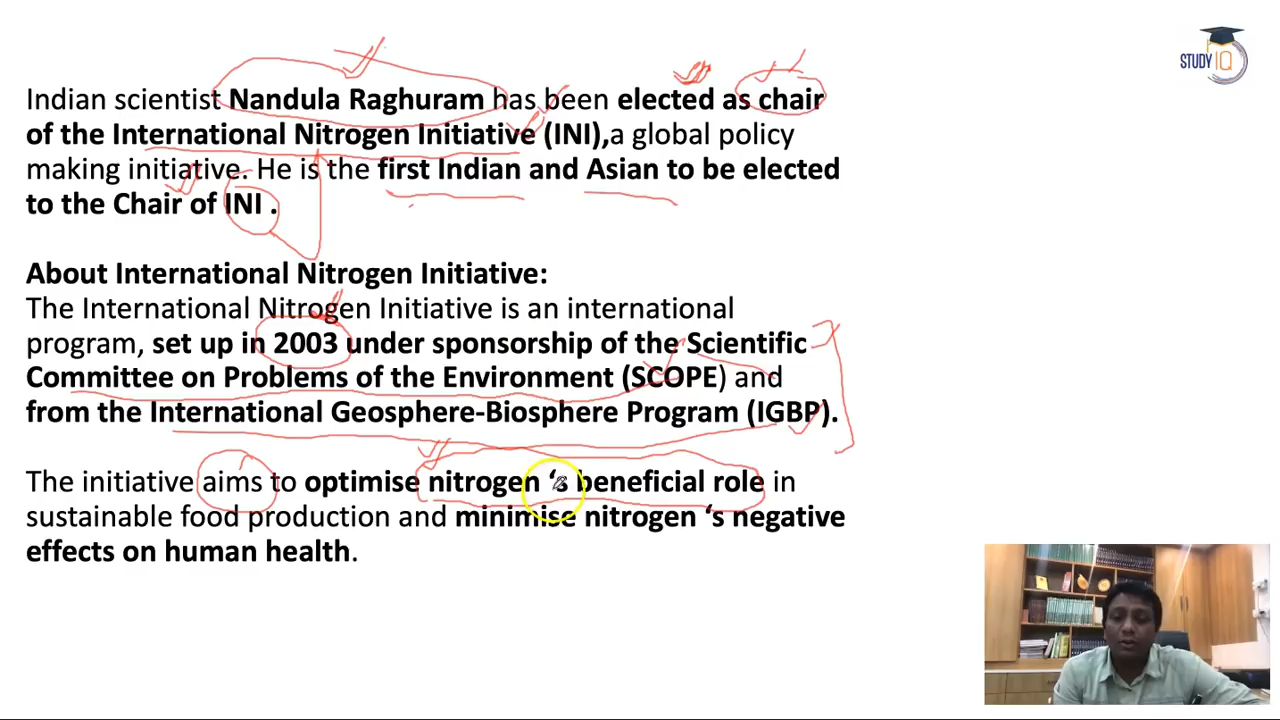 STUDY IQ
Indian scientist Nandula Raghuram has been elected as chair
of the International Nitrogen Initiative (INI),a global policy
making initiative. He is the first Indian and Asian to be elected
to the Chair of INI .
About International Nitrogen Initiative:
The International Nitrogen Initiative is an international
program, set up in 2003 under sponsorship of the Scientific
Committee on Problems of the Environment (SCOPE) and
from the International Geosphere-Biosphere Program (IGBP).
The initiative aims to optimise nitrogen ‘s beneficial role in
sustainable food production and minimise nitrogen ‘s negative
effects on human health.